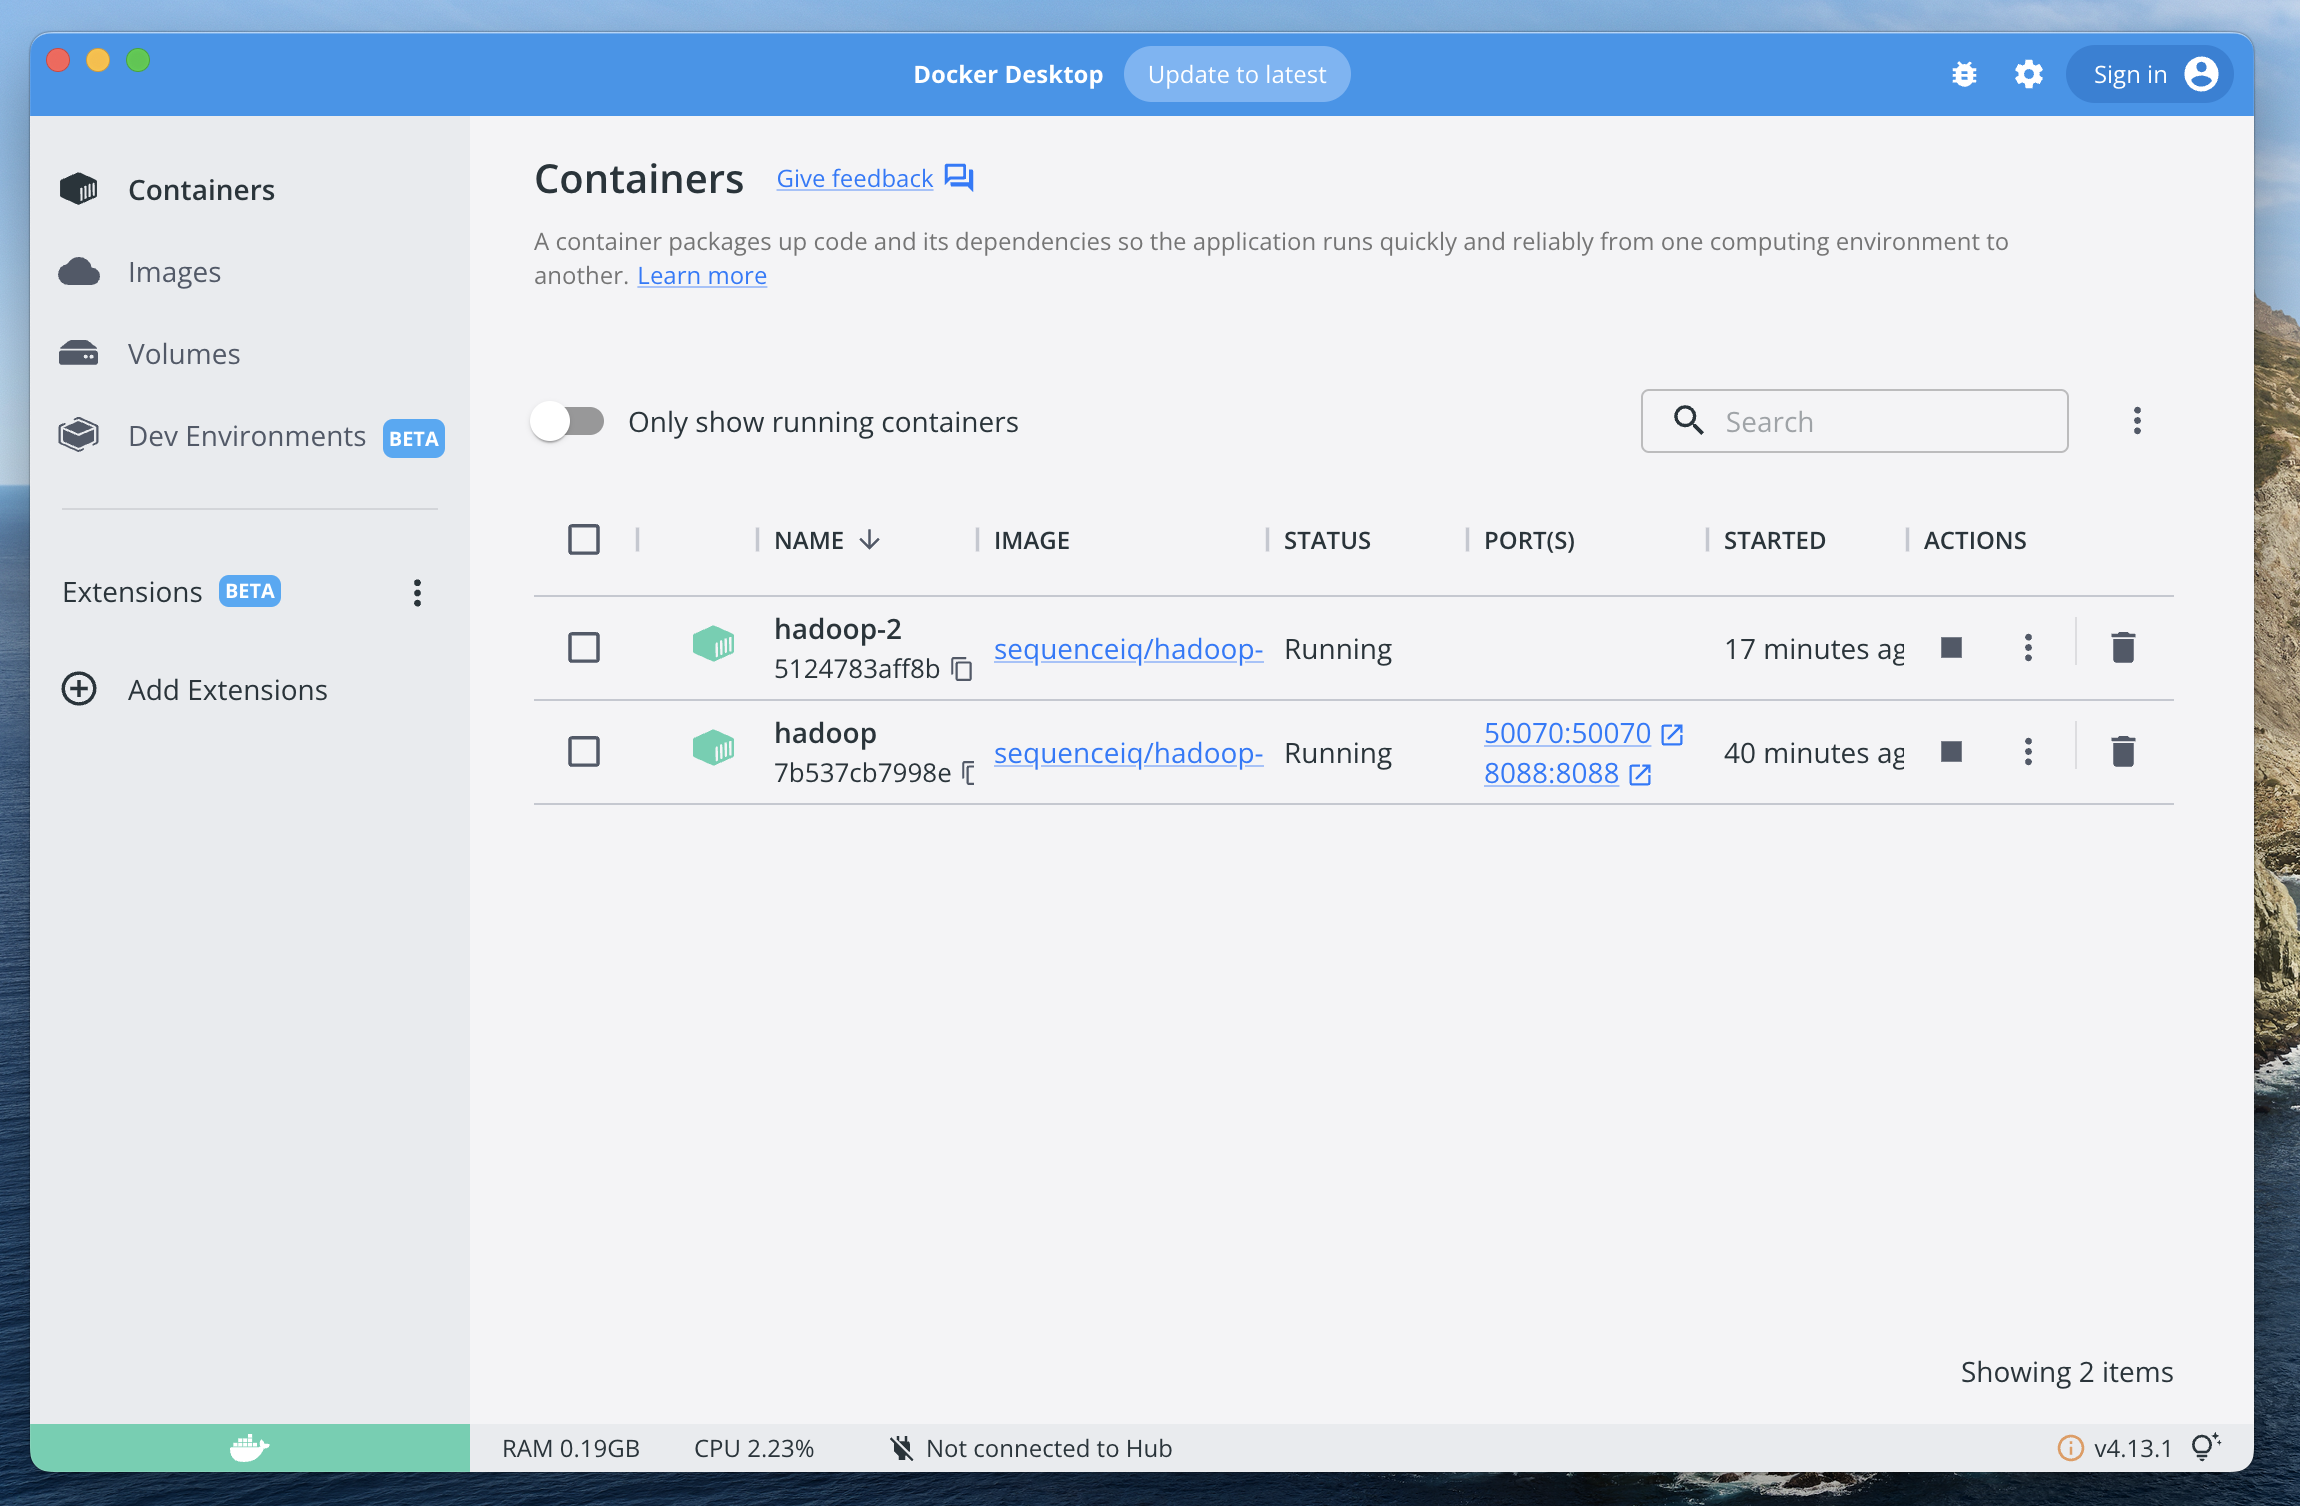 Docker Desktop Update to latest Sign in
Containers
Images
Volumes
Dev Environments BETA
Extensions BETA
Add Extensions
Containers Give feedback
A container packages up code and its dependencies so the application runs quickly and reliably from one computing environment to
another. Learn more
Only show running containers Search
NAME IMAGE STATUS PORT(S) STARTED ACTIONS
hadoop-2
5124783aff8b
sequenceiq/hadoop- Running 17 minutes ag
hadoop
7b537cb7998e
sequenceiq/hadoop- Running
50070:50070
8088:8088
40 minutes ag
Showing 2 items
RAM 0.19GB CPU 2.23% Not connected to Hub v4.13.1